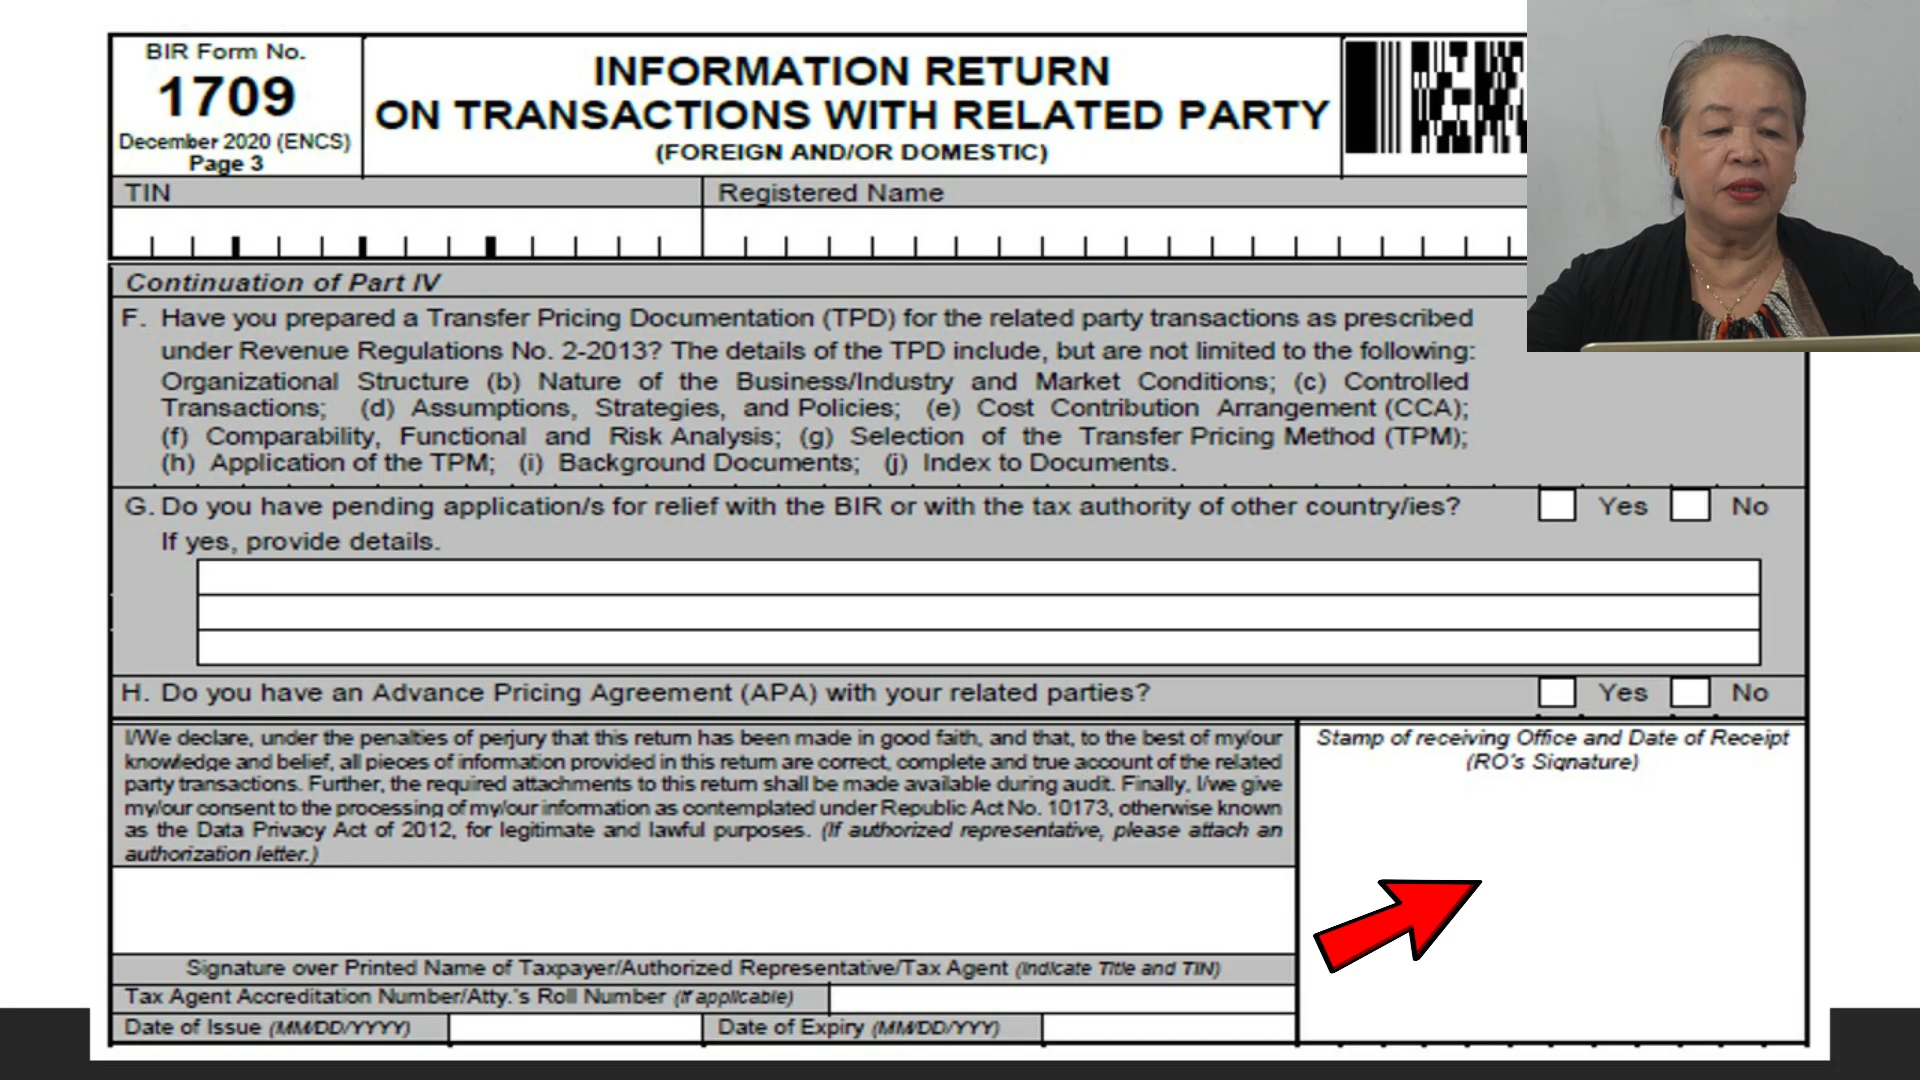 BIR Form No.
1709
December 2020 (ENCS)
Page 3
INFORMATION RETURN
ON TRANSACTIONS WITH RELATED PARTY
(FOREIGN AND/OR DOMESTIC)
TIN
Registered Name
Continuation of Part IV
F. Have you prepared a Transfer Pricing Documentation (TPD) for the related party transactions as prescribed
under Revenue Regulations No. 2-2013? The details of the TPD include, but are not limited to the following:
Organizational Structure (b) Nature of the Business/Industry and Market Conditions; (c) Controlled
Transactions; (d) Assumptions, Strategies, and Policies; (e) Cost Contribution Arrangement (CCA);
(f) Comparability, Functional and Risk Analysis; (g) Selection of the Transfer Pricing Method (TPM);
(h) Application of the TPM; (i) Background Documents; (j) Index to Documents.
G. Do you have pending application/s for relief with the BIR or with the tax authority of other country/ies? Yes No
If yes, provide details.
H. Do you have an Advance Pricing Agreement (APA) with your related parties? Yes No
I/We declare, under the penalties of perjury that this return has been made in good faith, and that, to the best of my/our
knowledge and belief, all pieces of information provided in this return are correct, complete and true account of the related
party transactions. Further, the required attachments to this return shall be made available during audit. Finally, I/we give
my/our consent to the processing of my/our information as contemplated under Republic Act No. 10173, otherwise known
as the Data Privacy Act of 2012, for legitimate and lawful purposes. (If authorized representative, please attach an
authorization letter.)
Stamp of receiving Office and Date of Receipt
(RO's Signature)
Signature over Printed Name of Taxpayer/Authorized Representative/Tax Agent (Indicate Title and TIN)
Tax Agent Accreditation Number/Atty.'s Roll Number (if applicable)
Date of Issue (MM/DD/YYYY)
Date of Expiry (MM/DD/YYY)